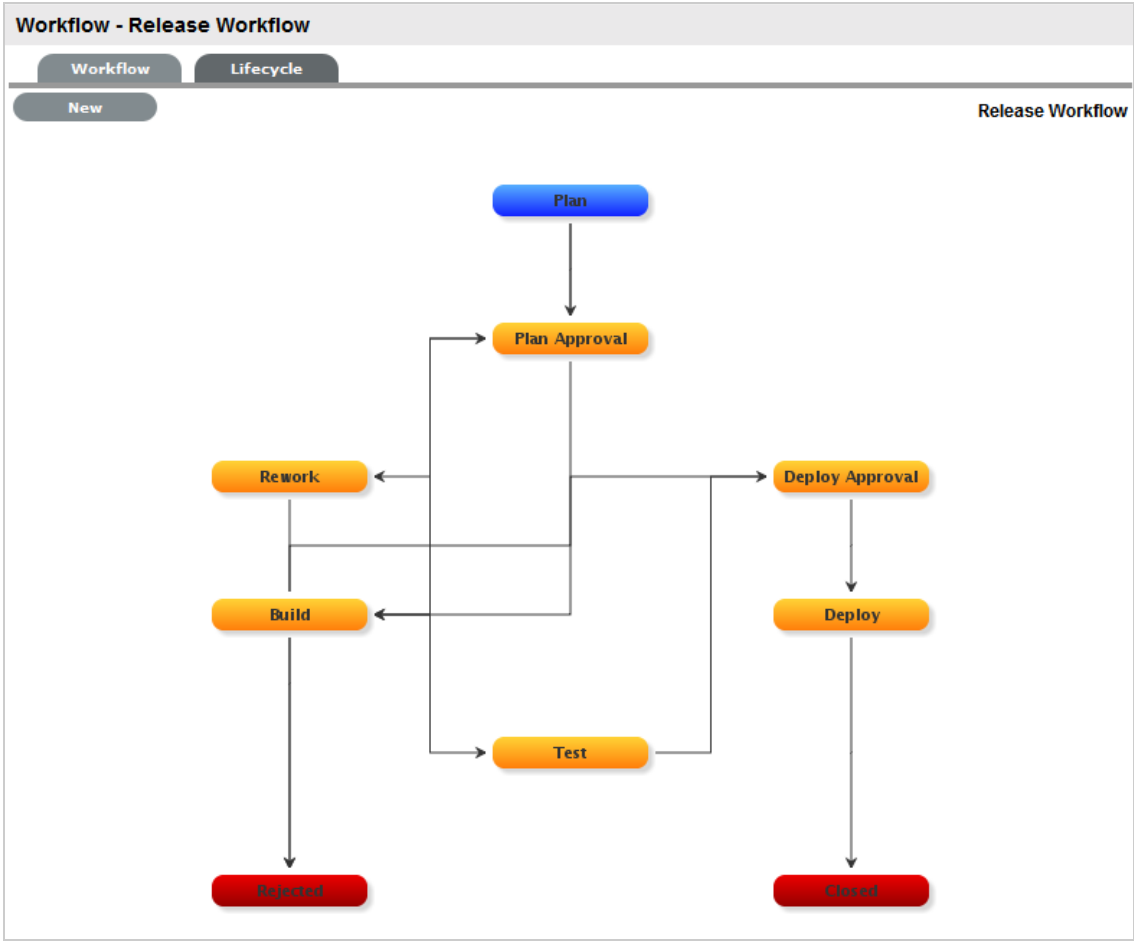 Workflow - Release Workflow
Workflow
Lifecycle
New
Release Workflow
Plan
Plan Approval
Rework
Deploy Approval
Build
Deploy
Test
Rejected
Closed